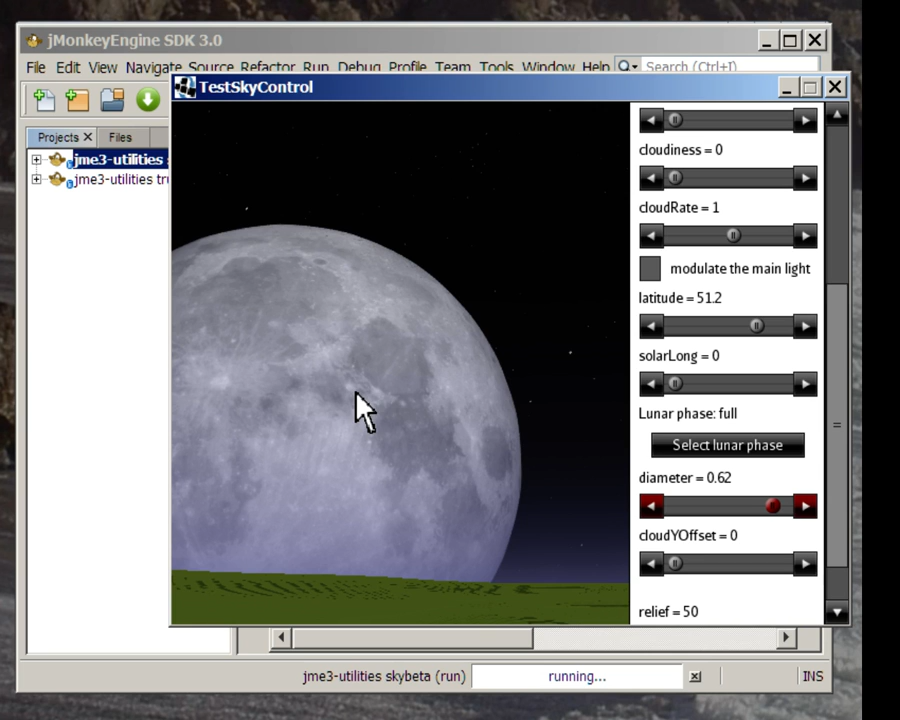 jMonkeyEngine SDK 3.0
File Edit View Navigate Source Refactor Run Debug Profile Team Tools Window Help Search (Ctrl+I)
TestSkyControl
Projects Files
jme3-utilities
jme3-utilities tru
cloudiness = 0
cloudRate = 1
modulate the main light
latitude = 51.2
solarLong = 0
Lunar phase: full
Select lunar phase
diameter = 0.62
cloudYOffset = 0
relief = 50
jme3-utilities skybeta (run) running... INS